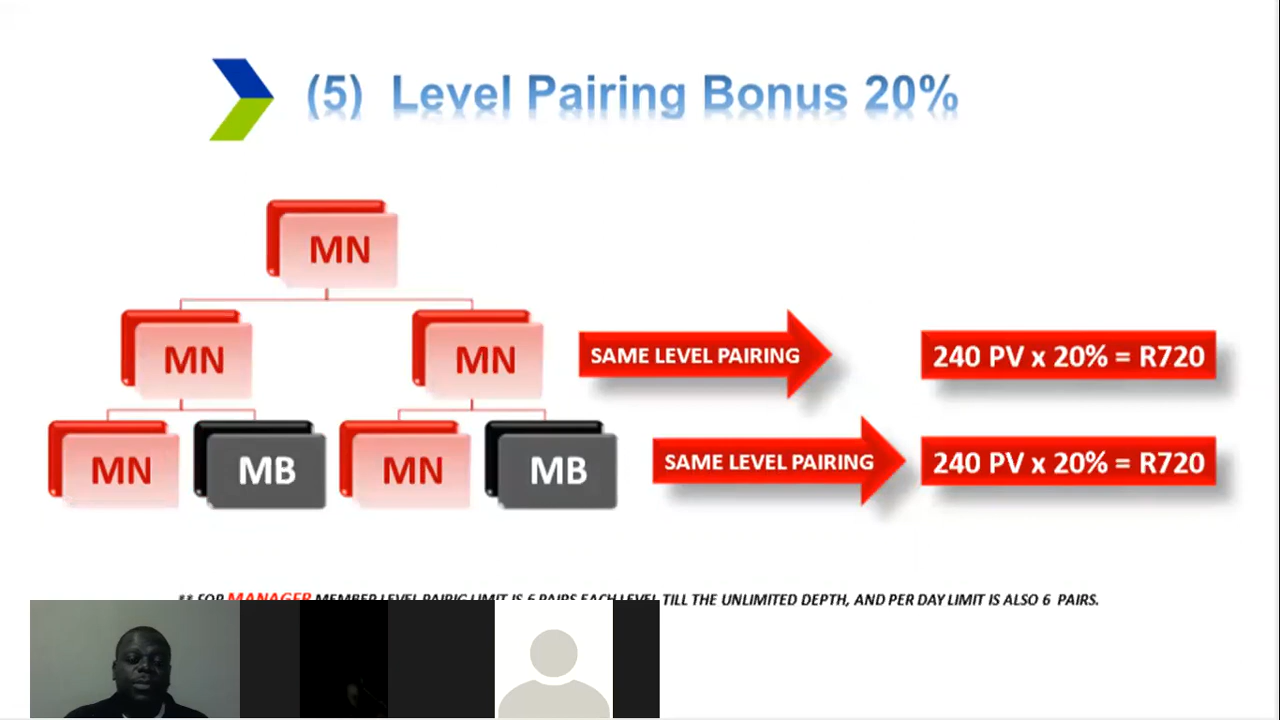 (5) Level Pairing Bonus 20%
MN
MN
MN
SAME LEVEL PAIRING
240 PV x 20% = R720
MN
MB
MN
MB
SAME LEVEL PAIRING
240 PV x 20% = R720
** FOR MANAGER MEMBER LEVEL PAIRIG LIMIT IS 6 PAIRS EACH LEVEL TILL THE UNLIMITED DEPTH, AND PER DAY LIMIT IS ALSO 6 PAIRS.